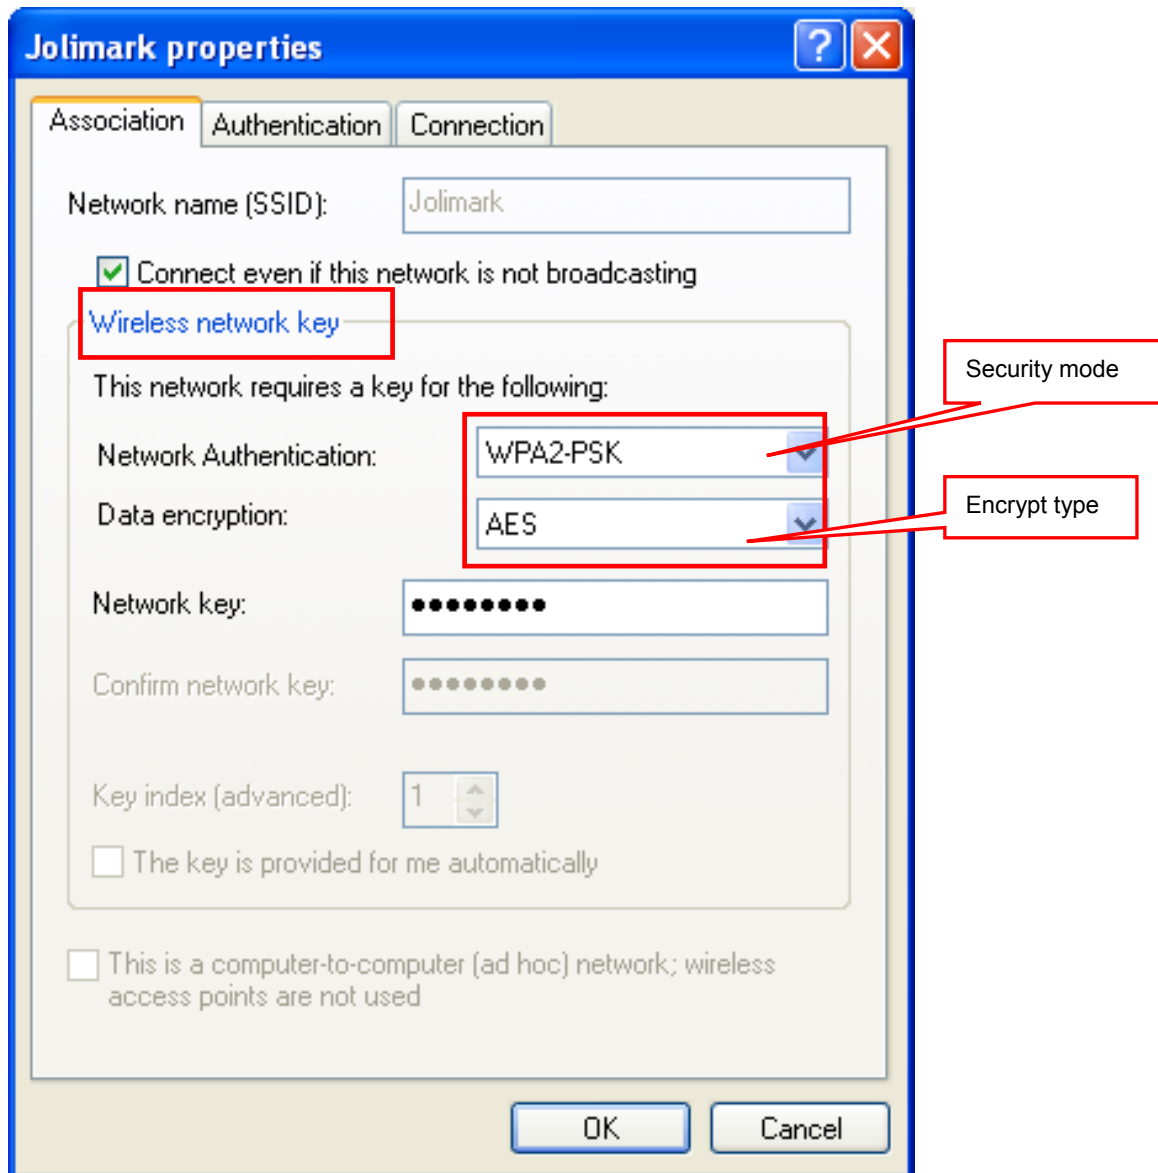 Jolimark properties
Association Authentication Connection
Network name (SSID): Jolimark
Connect even if this network is not broadcasting
Wireless network key
This network requires a key for the following:
Security mode
Network Authentication: WPA2-PSK
Encrypt type
Data encryption: AES
Network key: ••••••••
Confirm network key: ••••••••
Key index (advanced): 1
The key is provided for me automatically
This is a computer-to-computer (ad hoc) network; wireless
access points are not used
OK Cancel